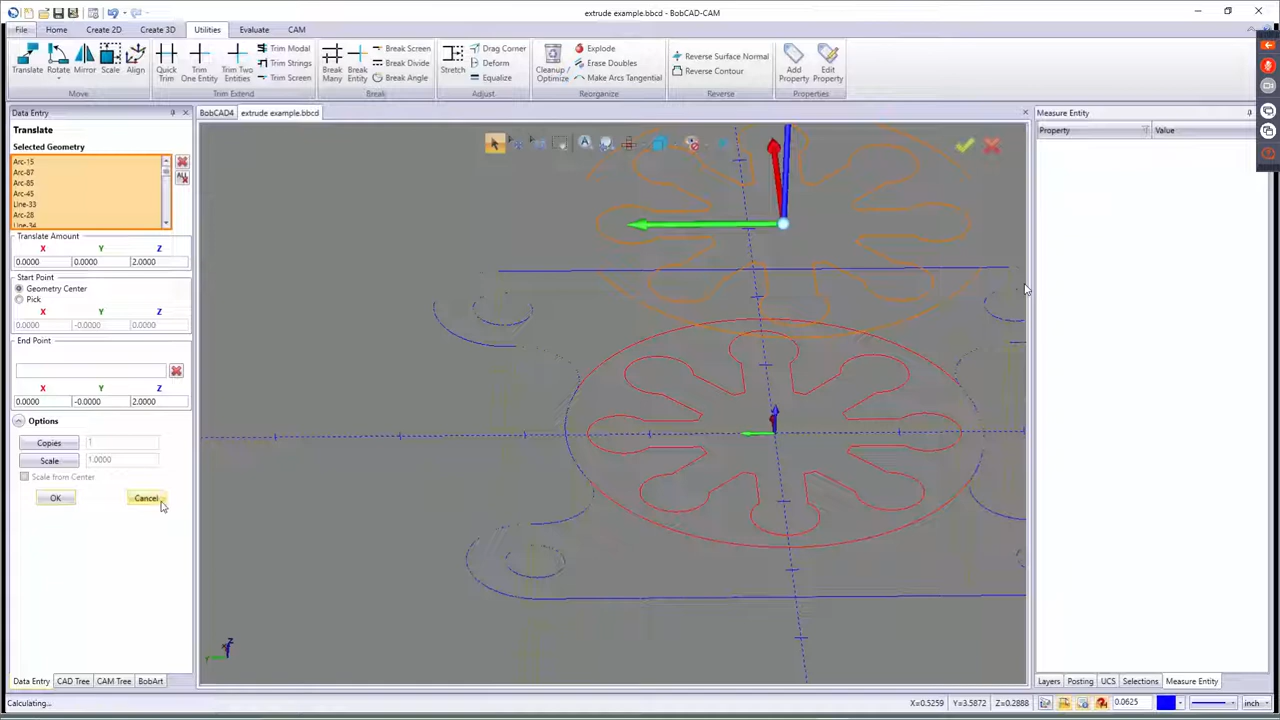 extrude example.bbcd - BobCAD-CAM
File Home Create 2D Create 3D Utilities Evaluate CAM
Translate Rotate Mirror Scale Align
Quick Trim Trim One Entity Trim Two Entities
Trim Modal
Trim Strings
Trim Screen
Break Many Break Entity
Break Screen
Break Divide
Break Angle
Stretch
Drag Corner
Deform
Equalize
Cleanup / Optimize
Explode
Erase Doubles
Make Arcs Tangential
Reverse Surface Normal
Reverse Contour
Add Property Edit Property
Move Trim Extend Break Adjust Reorganize Reverse Properties
Data Entry
BobCAD4 extrude example.bbcd
Measure Entity
Property Value
Translate
Selected Geometry
Arc-15
Arc-87
Arc-85
Arc-45
Line-33
Arc-28
Line-34
Translate Amount
X Y Z
0.0000 0.0000 2.0000
Start Point
Geometry Center
Pick
X Y Z
0.0000 -0.0000 0.0000
End Point
X Y Z
0.0000 -0.0000 2.0000
Options
Copies 1
Scale 1.0000
Scale from Center
OK Cancel
Z
Y
Data Entry CAD Tree CAM Tree BobArt
Layers Posting UCS Selections Measure Entity
Calculating... X=0.5259 Y=3.5872 Z=0.2888 0.0625 inch